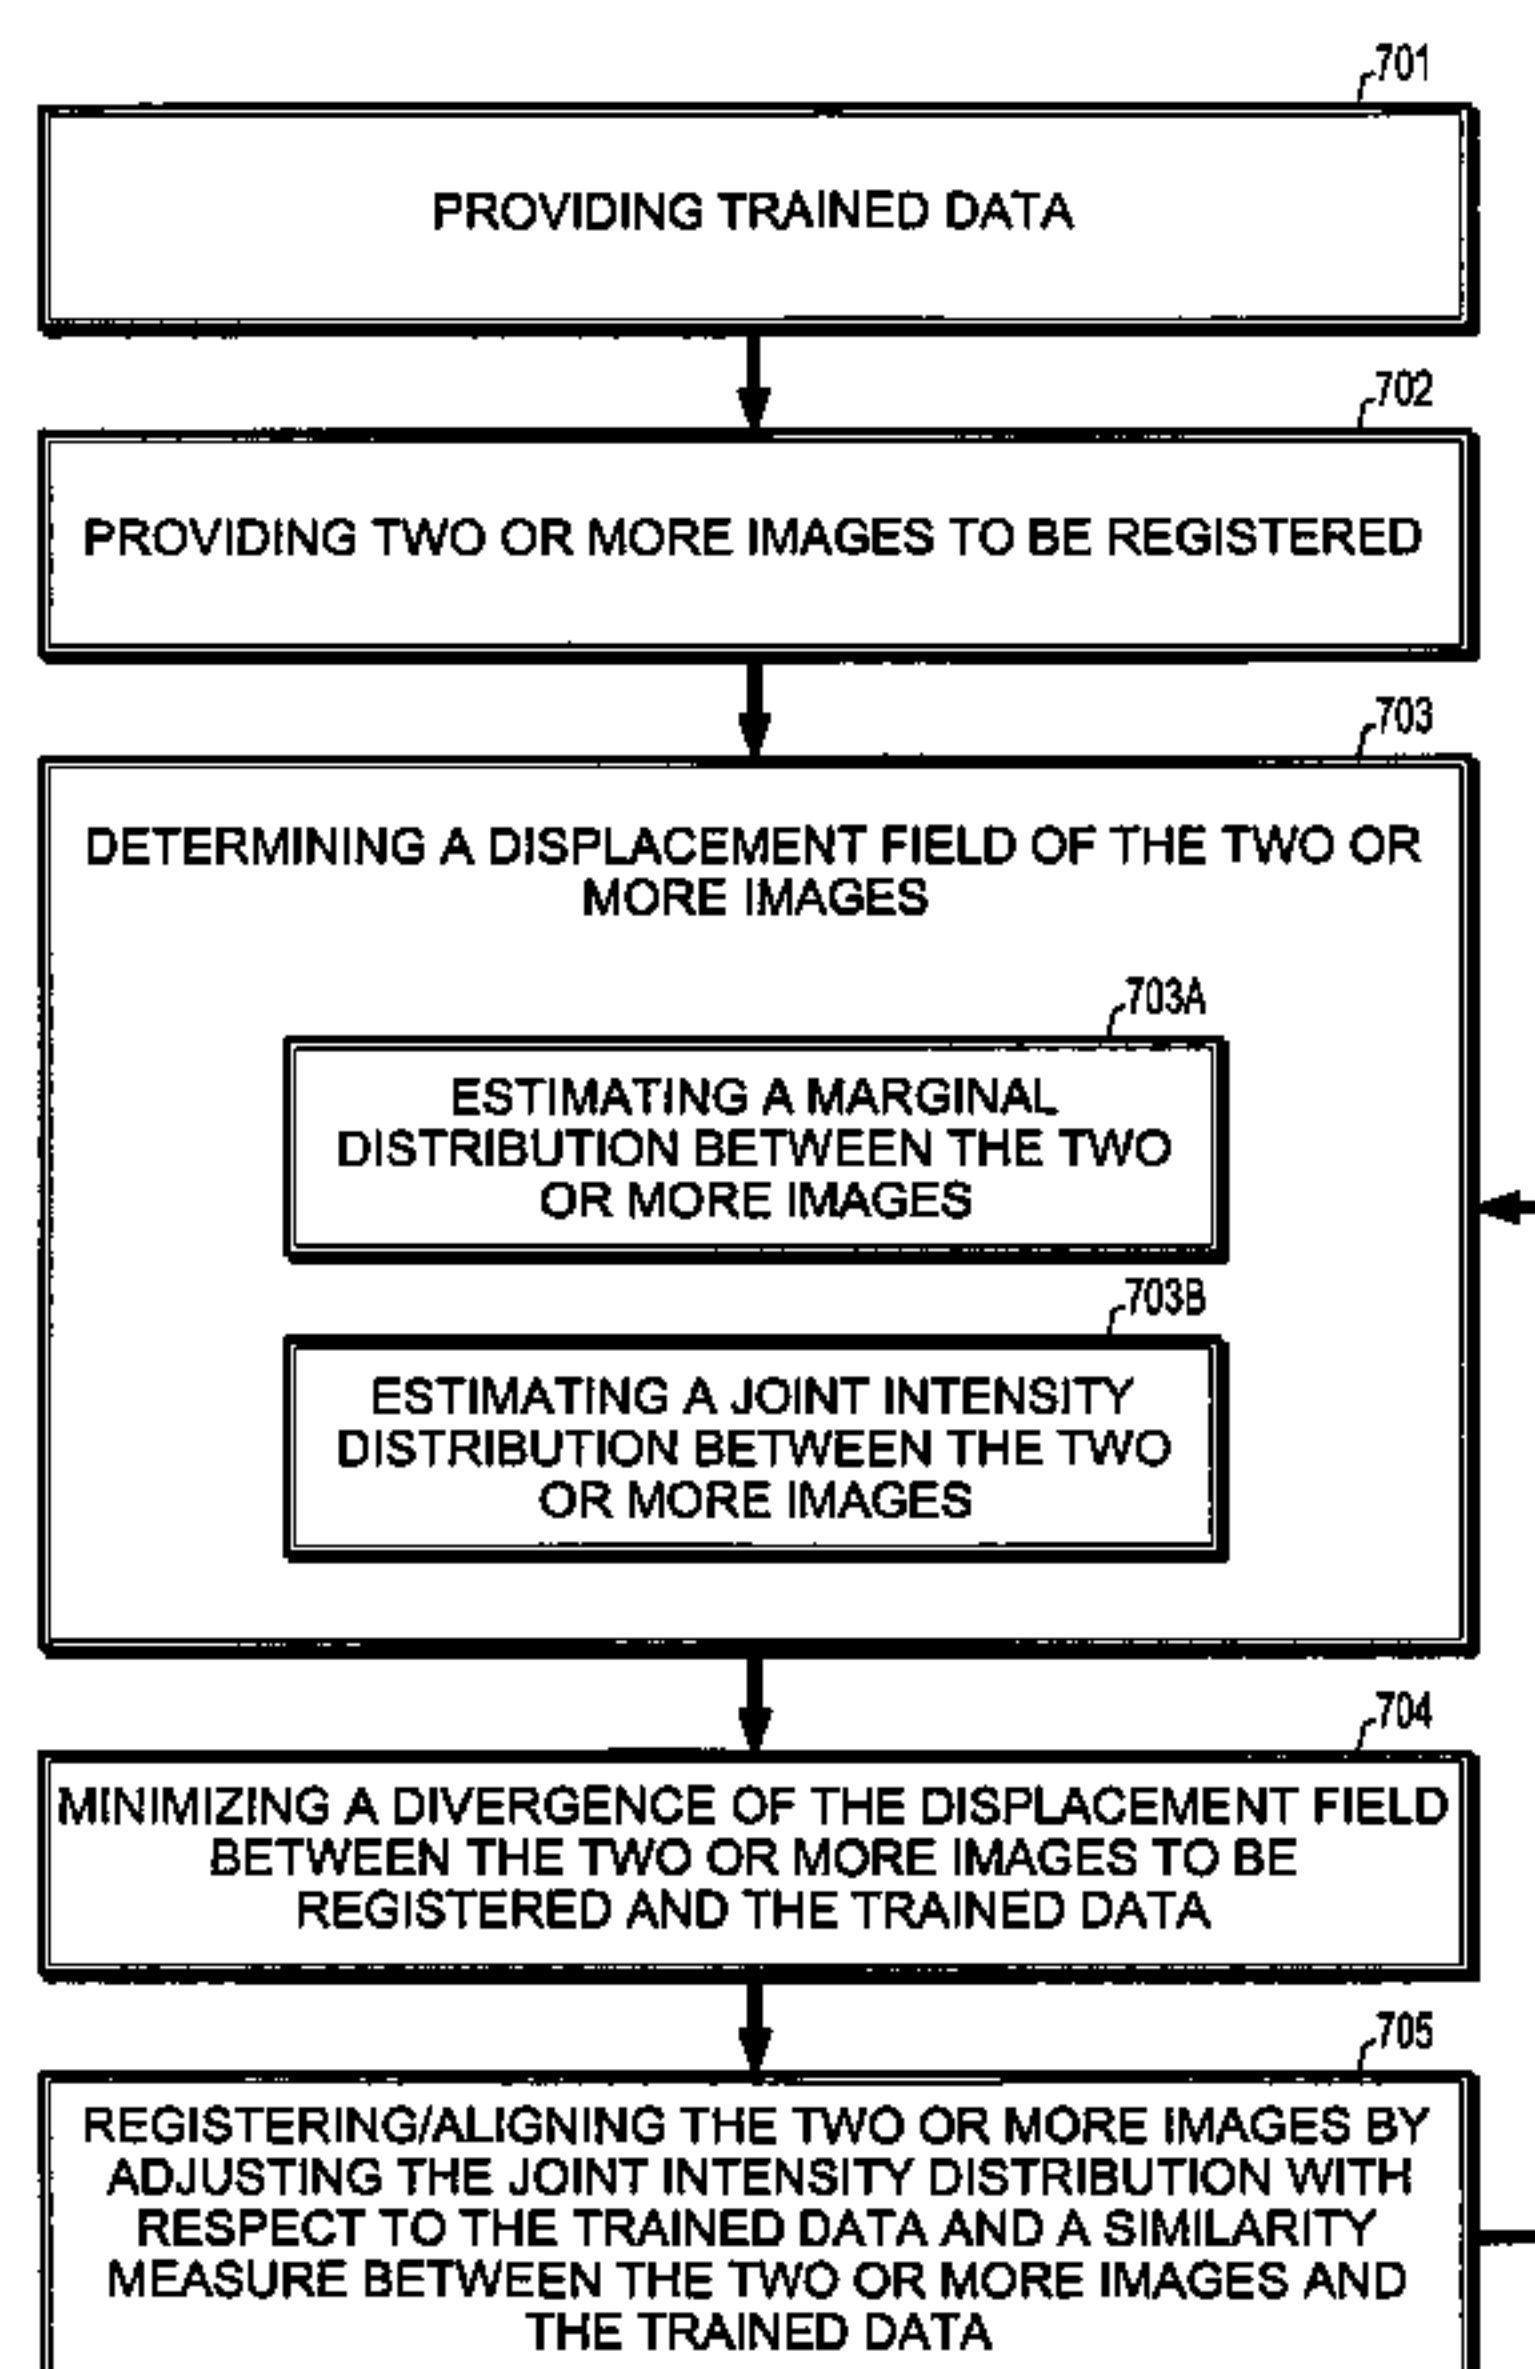 701
PROVIDING TRAINED DATA
702
PROVIDING TWO OR MORE IMAGES TO BE REGISTERED
703
DETERMINING A DISPLACEMENT FIELD OF THE TWO OR
MORE IMAGES
703A
ESTIMATING A MARGINAL
DISTRIBUTION BETWEEN THE TWO
OR MORE IMAGES
703B
ESTIMATING A JOINT INTENSITY
DISTRIBUTION BETWEEN THE TWO
OR MORE IMAGES
704
MINIMIZING A DIVERGENCE OF THE DISPLACEMENT FIELD
BETWEEN THE TWO OR MORE IMAGES TO BE
REGISTERED AND THE TRAINED DATA
705
REGISTERING/ALIGNING THE TWO OR MORE IMAGES BY
ADJUSTING THE JOINT INTENSITY DISTRIBUTION WITH
RESPECT TO THE TRAINED DATA AND A SIMILARITY
MEASURE BETWEEN THE TWO OR MORE IMAGES AND
THE TRAINED DATA